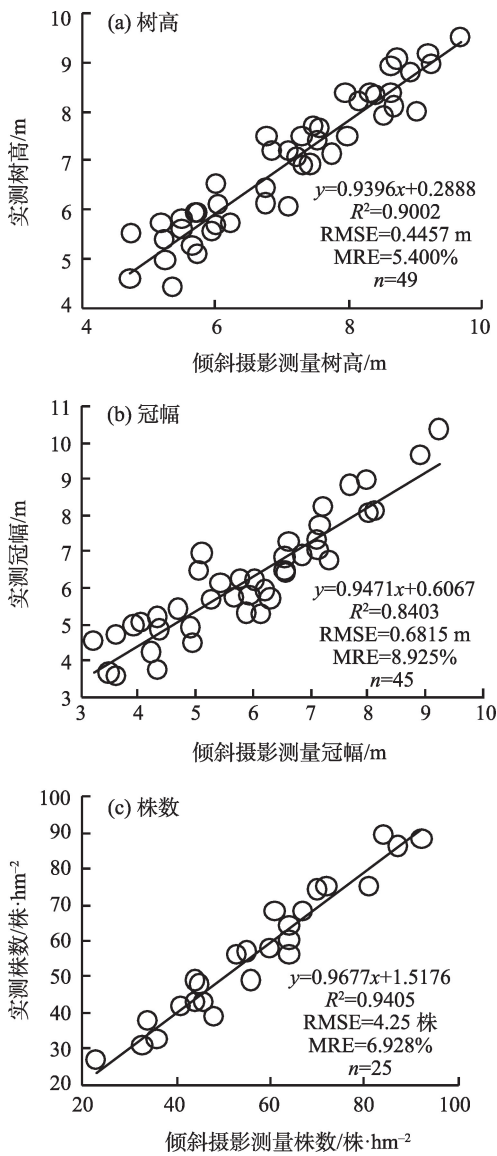 (a) 树高
10
9
8
7
6
5
4
实测树高/m
y=0.9396x+0.2888
R²=0.9002
RMSE=0.4457 m
MRE=5.400%
n=49
4 6 8 10
倾斜摄影测量树高/m
(b) 冠幅
11
10
9
8
7
6
5
4
3
实测冠幅/m
y=0.9471x+0.6067
R²=0.8403
RMSE=0.6815 m
MRE=8.925%
n=45
3 4 5 6 7 8 9 10
倾斜摄影测量冠幅/m
(c) 株数
100
90
80
70
60
50
40
30
20
实测株数/株·hm⁻²
y=0.9677x+1.5176
R²=0.9405
RMSE=4.25 株
MRE=6.928%
n=25
20 40 60 80 100
倾斜摄影测量株数/株·hm⁻²